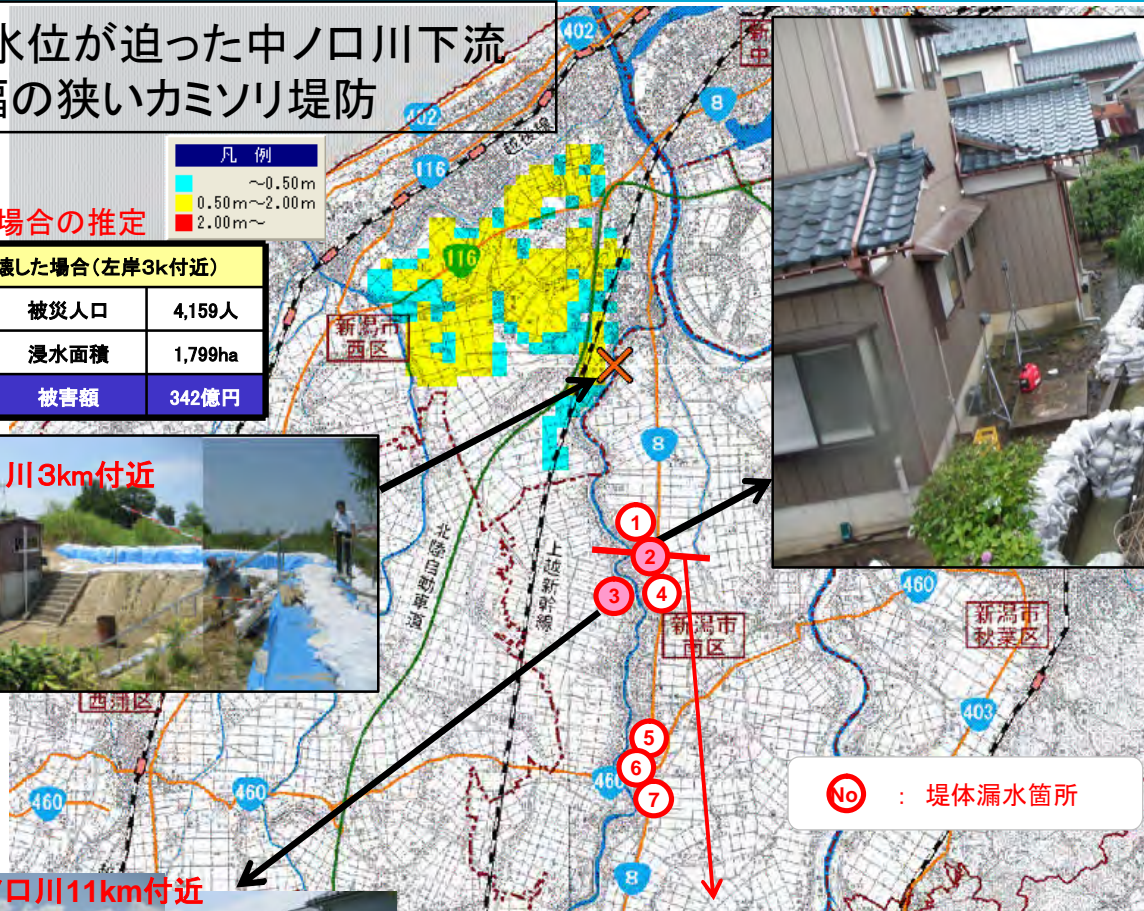 水位が迫った中ノ口川下流
幅の狭いカミソリ堤防
凡 例
～0.50m
0.50m～2.00m
2.00m～
場合の推定
壊した場合(左岸3k付近)
被災人口 4,159人
浸水面積 1,799ha
被害額 342億円
川3km付近
402
402
116
越後線
8
116
新潟市
西区
8
北陸自動車道
上越新幹線
1
2
3
4
新潟市
南区
460
新潟市
秋葉区
西蒲区
403
5
6
460
7
460
460
8
No : 堤体漏水箇所
ノ口川11km付近